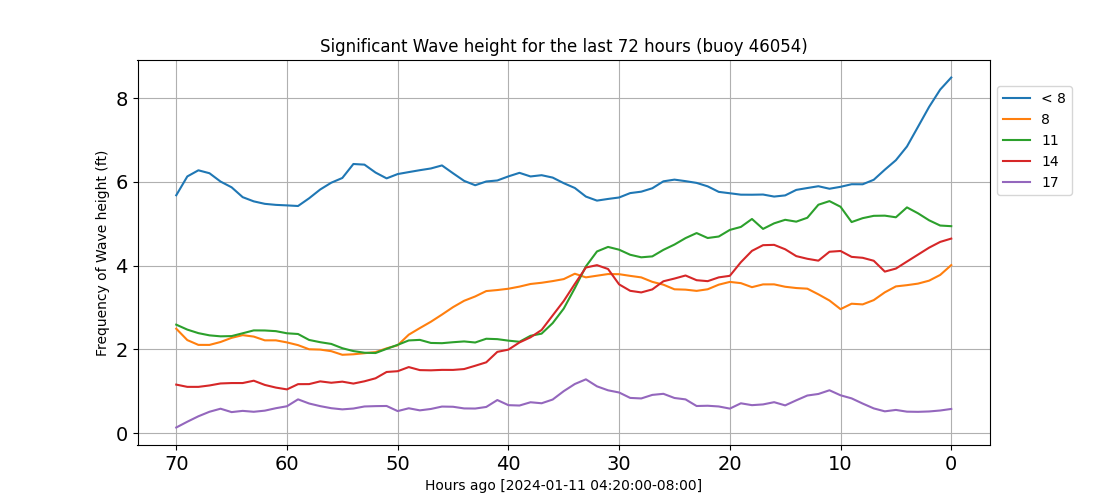 Significant Wave height for the last 72 hours (buoy 46054)
Frequency of Wave height (ft)
8
6
4
2
0
70 60 50 40 30 20 10 0
Hours ago [2024-01-11 04:20:00-08:00]
< 8
8
11
14
17